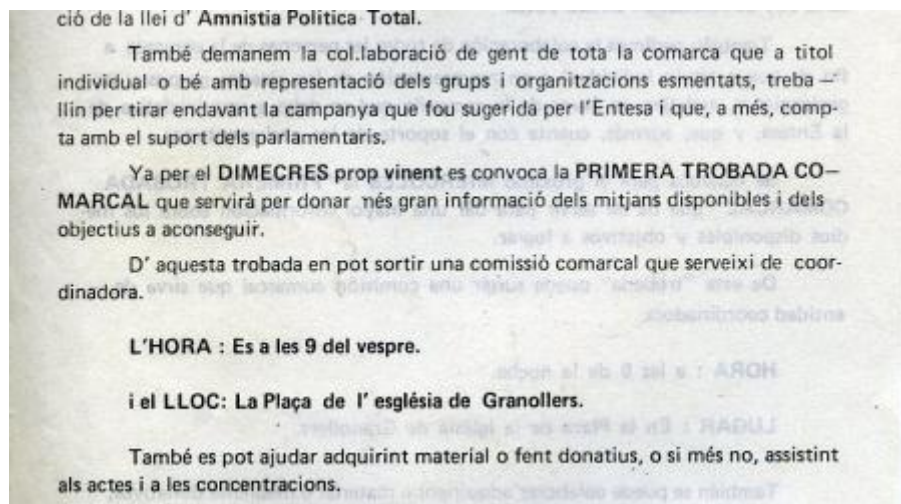 ció de la llei d' Amnistia Politica Total.
També demanem la col.laboració de gent de tota la comarca que a titol
individual o bé amb representació dels grups i organitzacions esmentats, treba—
llin per tirar endavant la campanya que fou sugerida per l'Entesa i que, a més, comp-
ta amb el suport dels parlamentaris.
Ya per el DIMECRES prop vinent es convoca la PRIMERA TROBADA CO—
MARCAL que servirà per donar més gran informació dels mitjans disponibles i dels
objectius a aconseguir.
D' aquesta trobada en pot sortir una comissió comarcal que serveixi de coor-
dinadora.
L'HORA : Es a les 9 del vespre.
i el LLOC: La Plaça de l' església de Granollers.
També es pot ajudar adquirint material o fent donatius, o si més no, assistint
als actes i a les concentracions.